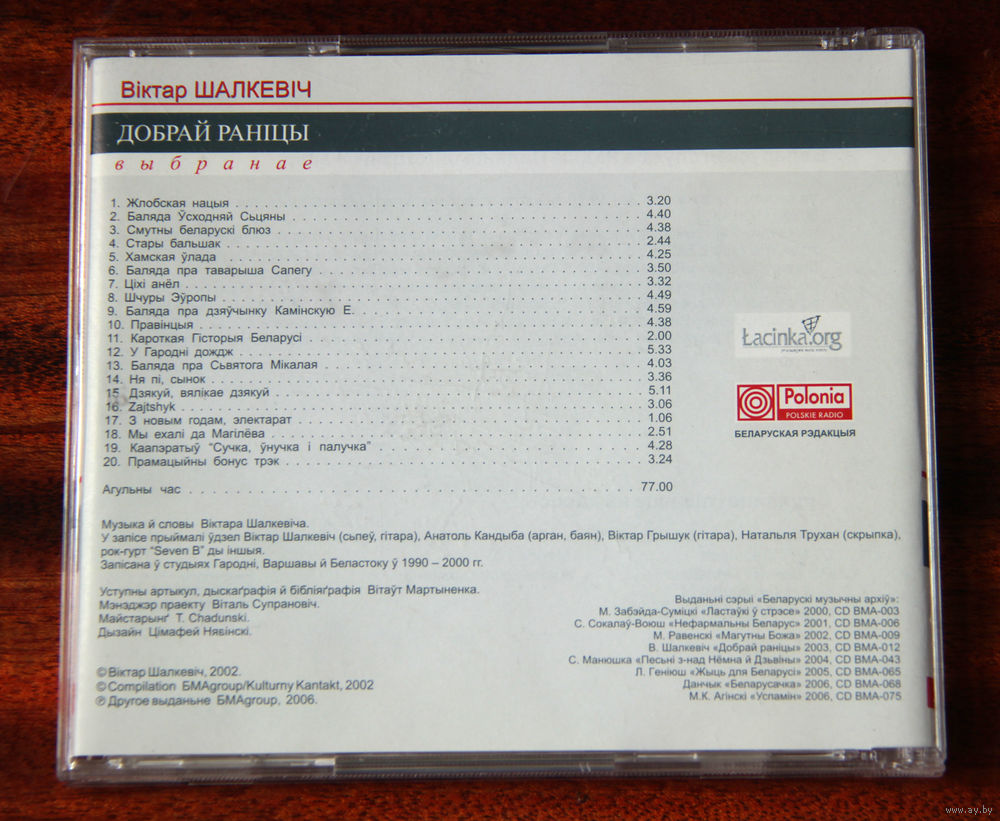 Віктар ШАЛКЕВІЧ
ДОБРАЙ РАНІЦЫ
выбранае
1. Жлобская нацыя 3.20
2. Баляда Ўсходняй Сьцяны 4.40
3. Смутны беларускі блюз 4.38
4. Стары бальшак 2.44
5. Хамская ўлада 4.25
6. Баляда пра таварыша Сапегу 3.50
7. Ціхі анёл 3.32
8. Шчуры Эўропы 4.49
9. Баляда пра дзяўчынку Камінскую Е. 4.59
10. Правінцыя 4.38
11. Кароткая Гісторыя Беларусі 2.00
12. У Гародні дождж 5.33
13. Баляда пра Сьвятога Мікалая 4.03
14. Ня пі, сынок 3.36
15. Дзякуй, вялікае дзякуй 5.11
16. Zajtshyk 3.06
17. З новым годам, электарат 1.06
18. Мы ехалі да Магілёва 2.51
19. Каапэратыў “Сучка, ўнучка і палучка” 4.28
20. Прамацыйны бонус трэк 3.24
Агульны час 77.00
Łacinka.org
Polonia
POLSKIE RADIO
БЕЛАРУСКАЯ РЭДАКЦЫЯ
Музыка й словы Віктара Шалкевіча.
У запісе прыймалі ўдзел Віктар Шалкевіч (сьпеў, гітара), Анатоль Кандыба (арган, баян), Віктар Грышук (гітара), Натальля Трухан (скрыпка),
рок-гурт “Seven B” ды іншыя.
Запісана ў студыях Гародні, Варшавы й Беластоку ў 1990 – 2000 гг.
Уступны артыкул, дыскаґрафія й бібліяґрафія Вітаўт Мартыненка.
Мэнэджэр праекту Віталь Супрановіч.
Майстарынґ T. Chadunski.
Дызайн Цімафей Нявінскі.
©Віктар Шалкевіч, 2002.
©Compilation БМАgroup/Kulturny Kantakt, 2002
℗Другое выданьне БМАgroup, 2006.
Выданьні сэрыі «Беларускі музычны архіў»:
М. Забэйда-Суміцкі «Ластаўкі ў стрэсе» 2000, CD BMA-003
С. Сокалаў-Воюш «Нефармальны Беларус» 2001, CD BMA-006
М. Равенскі «Магутны Божа» 2002, CD BMA-009
В. Шалкевіч «Добрай раніцы» 2003, CD BMA-012
С. Манюшка «Песьні з-над Нёмна й Дзьвіны» 2004, CD BMA-043
Л. Геніюш «Жыць для Беларусі» 2005, CD BMA-065
Данчык «Беларусачка» 2006, CD BMA-068
М.К. Агінскі «Успамін» 2006, CD BMA-075
www.ay.by